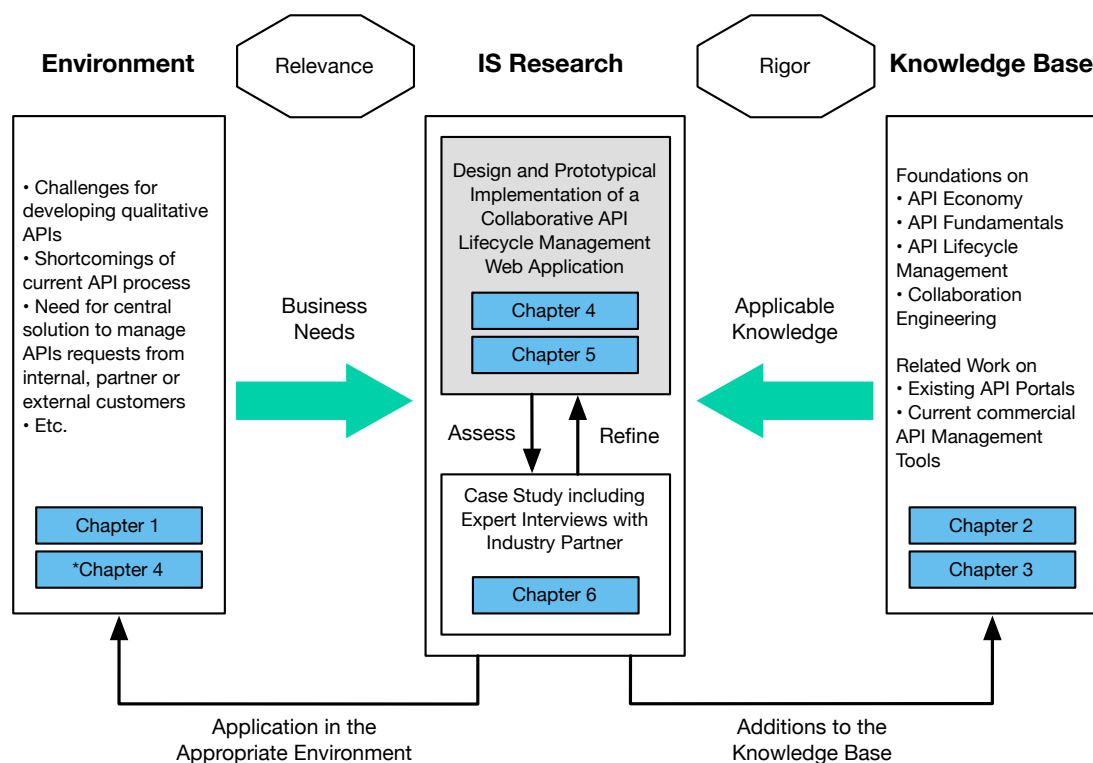 Environment
Relevance
IS Research
Rigor
Knowledge Base
• Challenges for
developing qualitative
APIs
• Shortcomings of
current API process
• Need for central
solution to manage
APIs requests from
internal, partner or
external customers
• Etc.
Chapter 1
*Chapter 4
Business
Needs
Design and Prototypical
Implementation of a
Collaborative API
Lifecycle Management
Web Application
Chapter 4
Chapter 5
Assess
Refine
Case Study including
Expert Interviews with
Industry Partner
Chapter 6
Applicable
Knowledge
Foundations on
• API Economy
• API Fundamentals
• API Lifecycle
Management
• Collaboration
Engineering
Related Work on
• Existing API Portals
• Current commercial
API Management
Tools
Chapter 2
Chapter 3
Application in the
Appropriate Environment
Additions to the
Knowledge Base